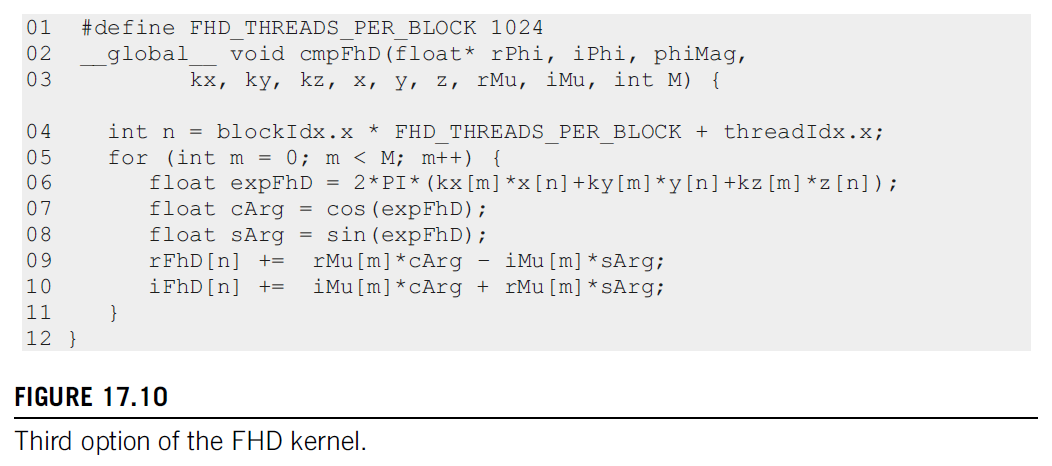 01 #define FHD_THREADS_PER_BLOCK 1024
02 __global__ void cmpFhD(float* rPhi, iPhi, phiMag,
03 kx, ky, kz, x, y, z, rMu, iMu, int M) {
04 int n = blockIdx.x * FHD_THREADS_PER_BLOCK + threadIdx.x;
05 for (int m = 0; m < M; m++) {
06 float expFhD = 2*PI*(kx[m]*x[n]+ky[m]*y[n]+kz[m]*z[n]);
07 float cArg = cos(expFhD);
08 float sArg = sin(expFhD);
09 rFhD[n] += rMu[m]*cArg – iMu[m]*sArg;
10 iFhD[n] += iMu[m]*cArg + rMu[m]*sArg;
11 }
12 }
FIGURE 17.10
Third option of the FHD kernel.